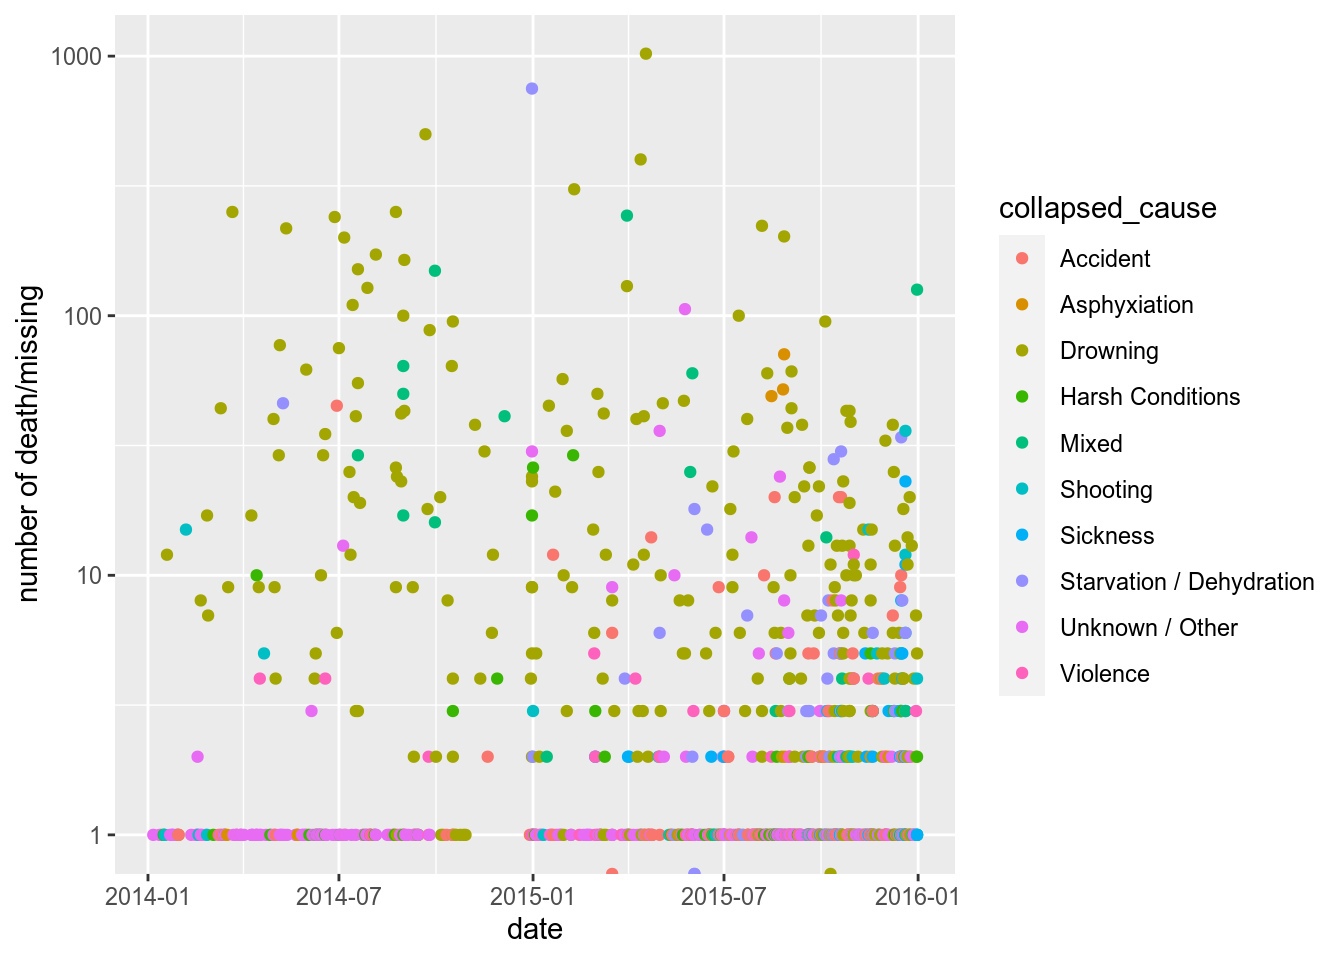 1000
100
10
1
number of death/missing
2014-01
2014-07
2015-01
2015-07
2016-01
date
collapsed_cause
Accident
Asphyxiation
Drowning
Harsh Conditions
Mixed
Shooting
Sickness
Starvation / Dehydration
Unknown / Other
Violence